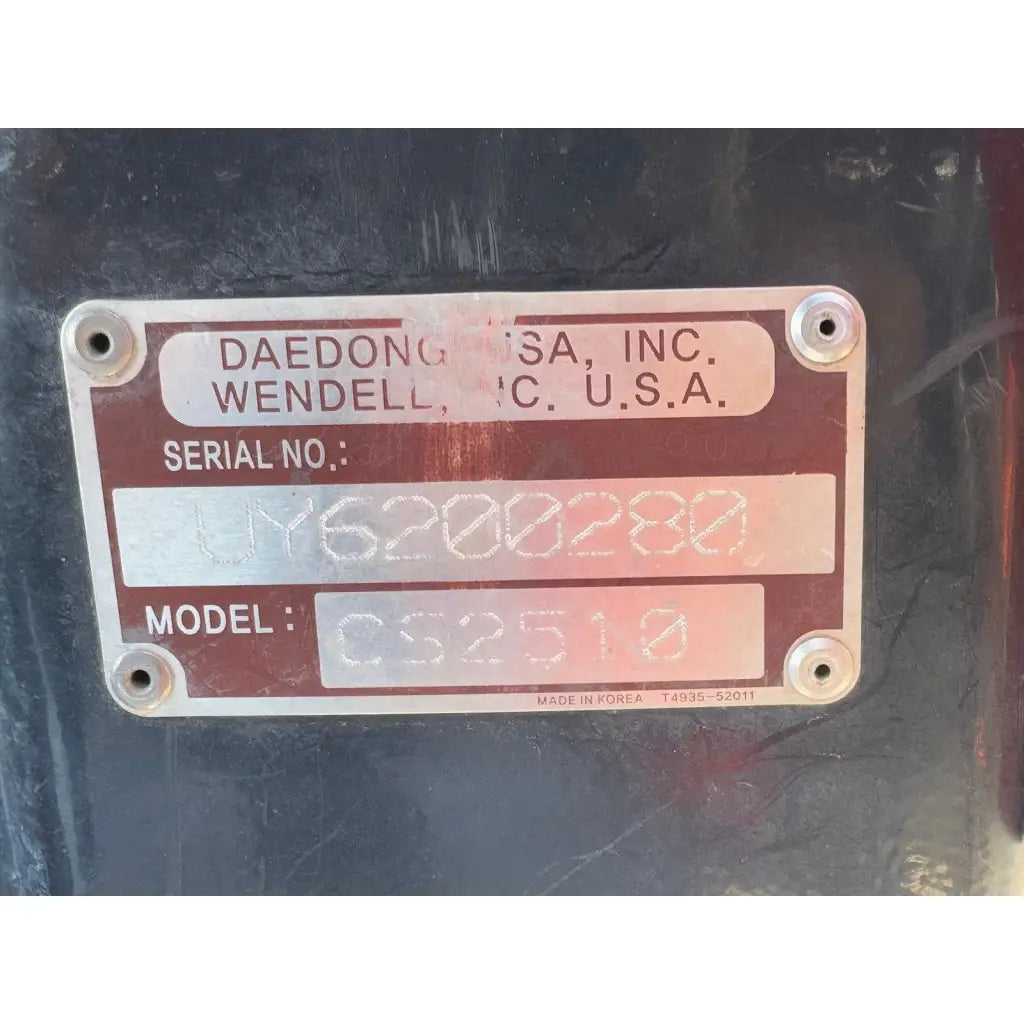 DAEDONG USA, INC.
WENDELL, NC. U.S.A.
SERIAL NO.:
UY6200280
MODEL:
CS2510
MADE IN KOREA T4935-52011